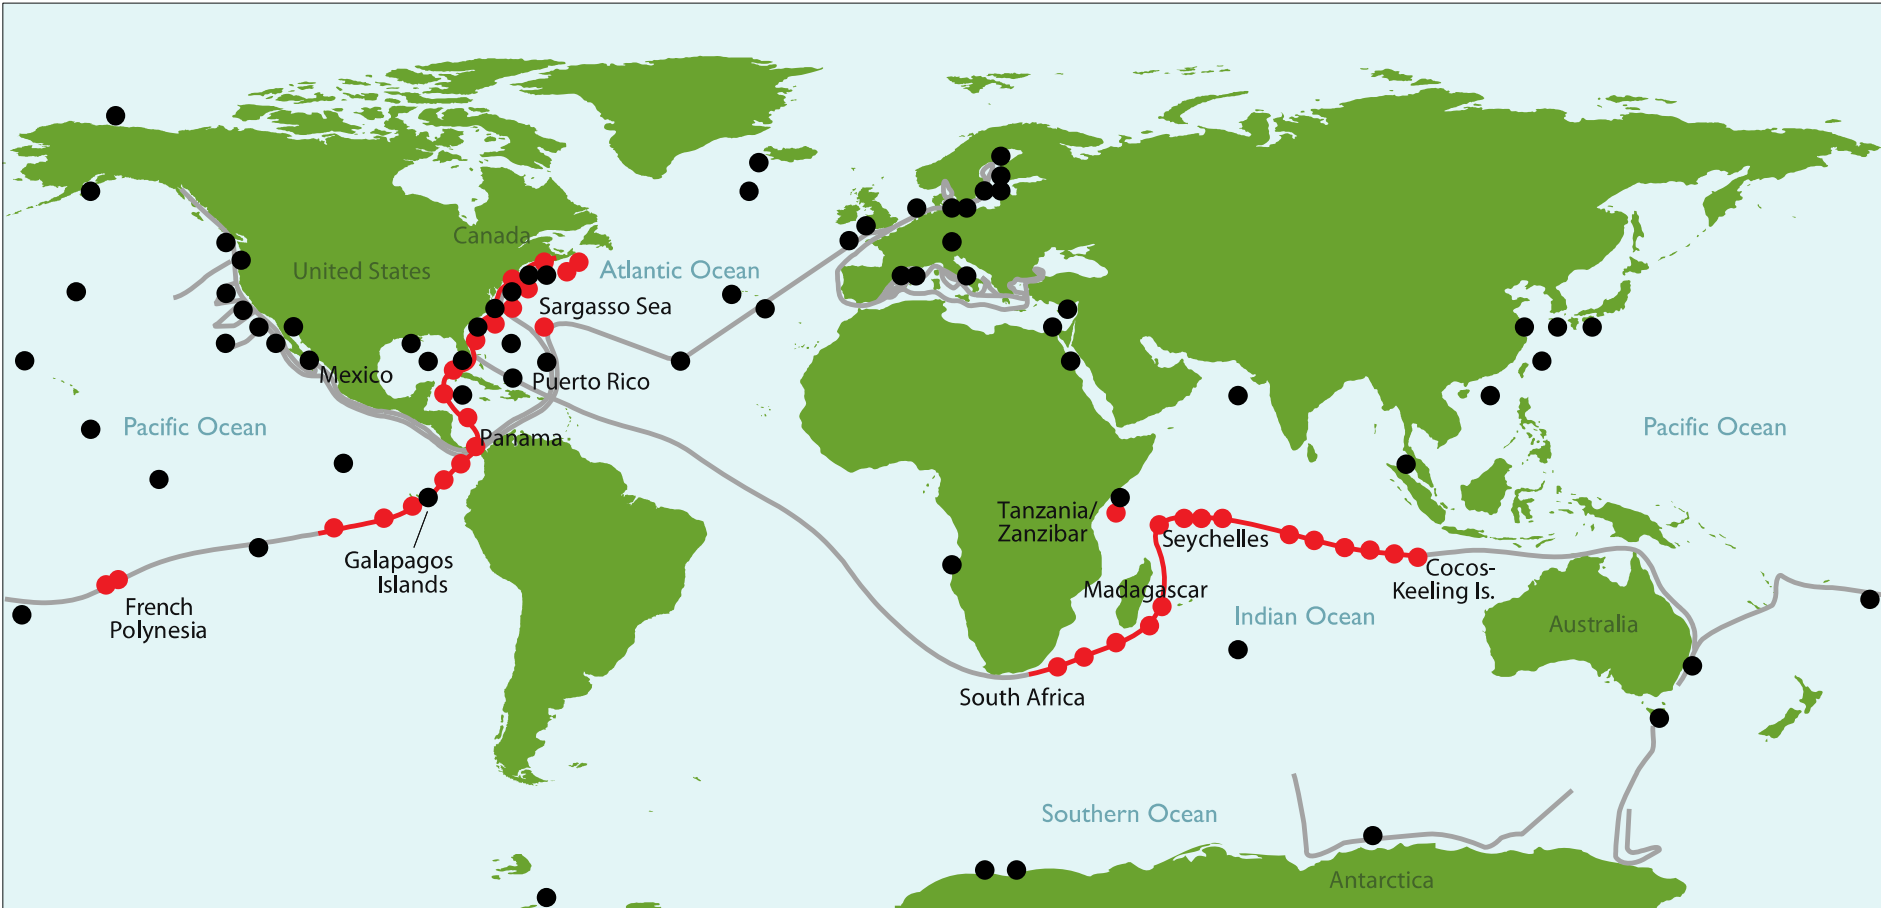 Canada
United States
Atlantic Ocean
Sargasso Sea
Mexico
Puerto Rico
Pacific Ocean
Panama
Pacific Ocean
Galapagos
Islands
French
Polynesia
Tanzania/
Zanzibar
Seychelles
Madagascar
Cocos-
Keeling Is.
Indian Ocean
Australia
South Africa
Southern Ocean
Antarctica